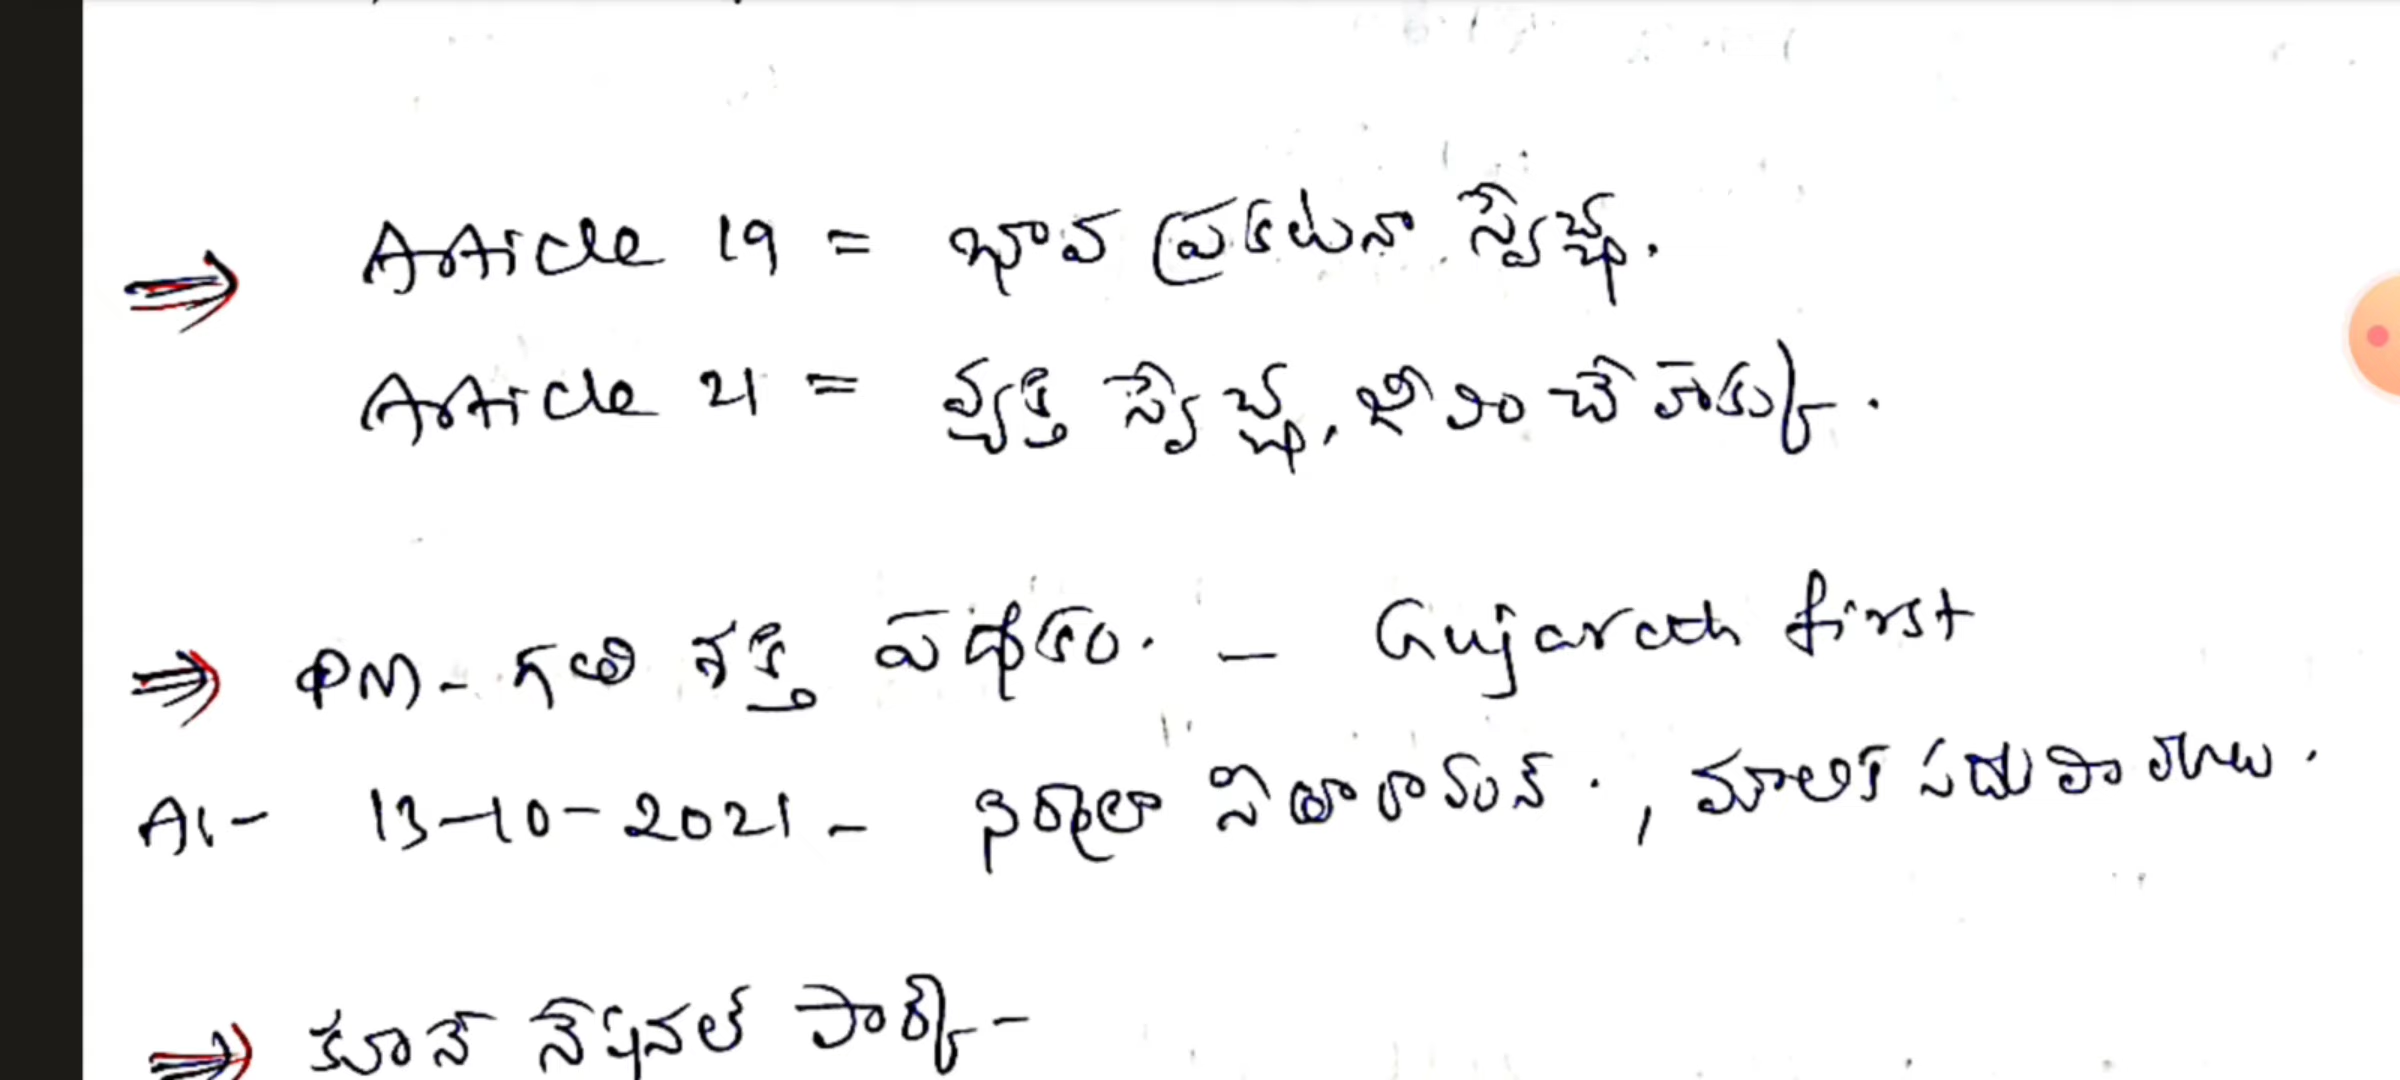 ⇒ Article 19 = భావ ప్రకటనా స్వేచ్ఛ.
Article 21 = వ్యక్తి స్వేచ్ఛ, జీవించే హక్కు.
⇒ PM - గతి శక్తి పథకం. - Gujarath first
A1 - 13-10-2021 - నిర్మలా సీతారామన్ ., మౌలిక సదుపాయాలు.
⇒ కూనే నేషనల్ పార్క్ -